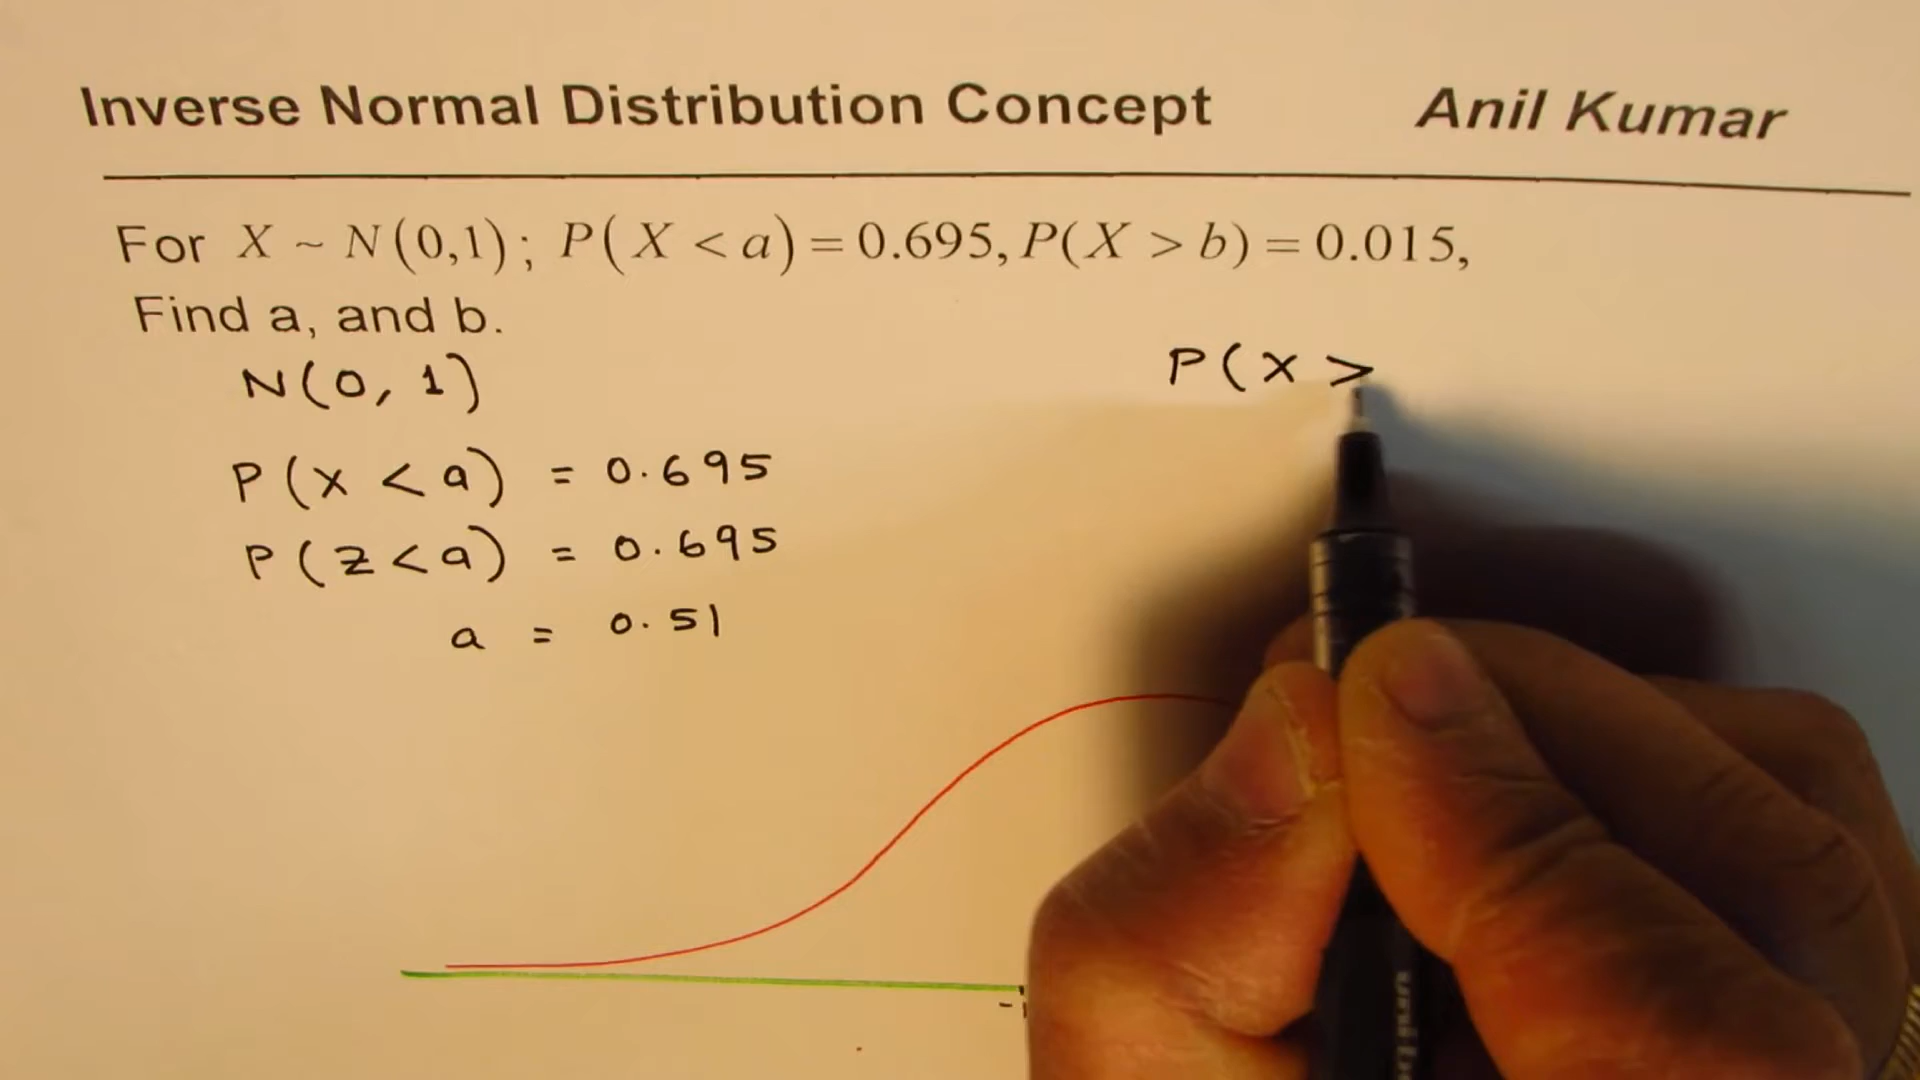 Inverse Normal Distribution Concept Anil Kumar
For X ~ N(0,1); P(X < a) = 0.695, P(X > b) = 0.015,
Find a, and b.
N(0, 1)
P(X >
P(x < a) = 0.695
P(z < a) = 0.695
a = 0.51
-1